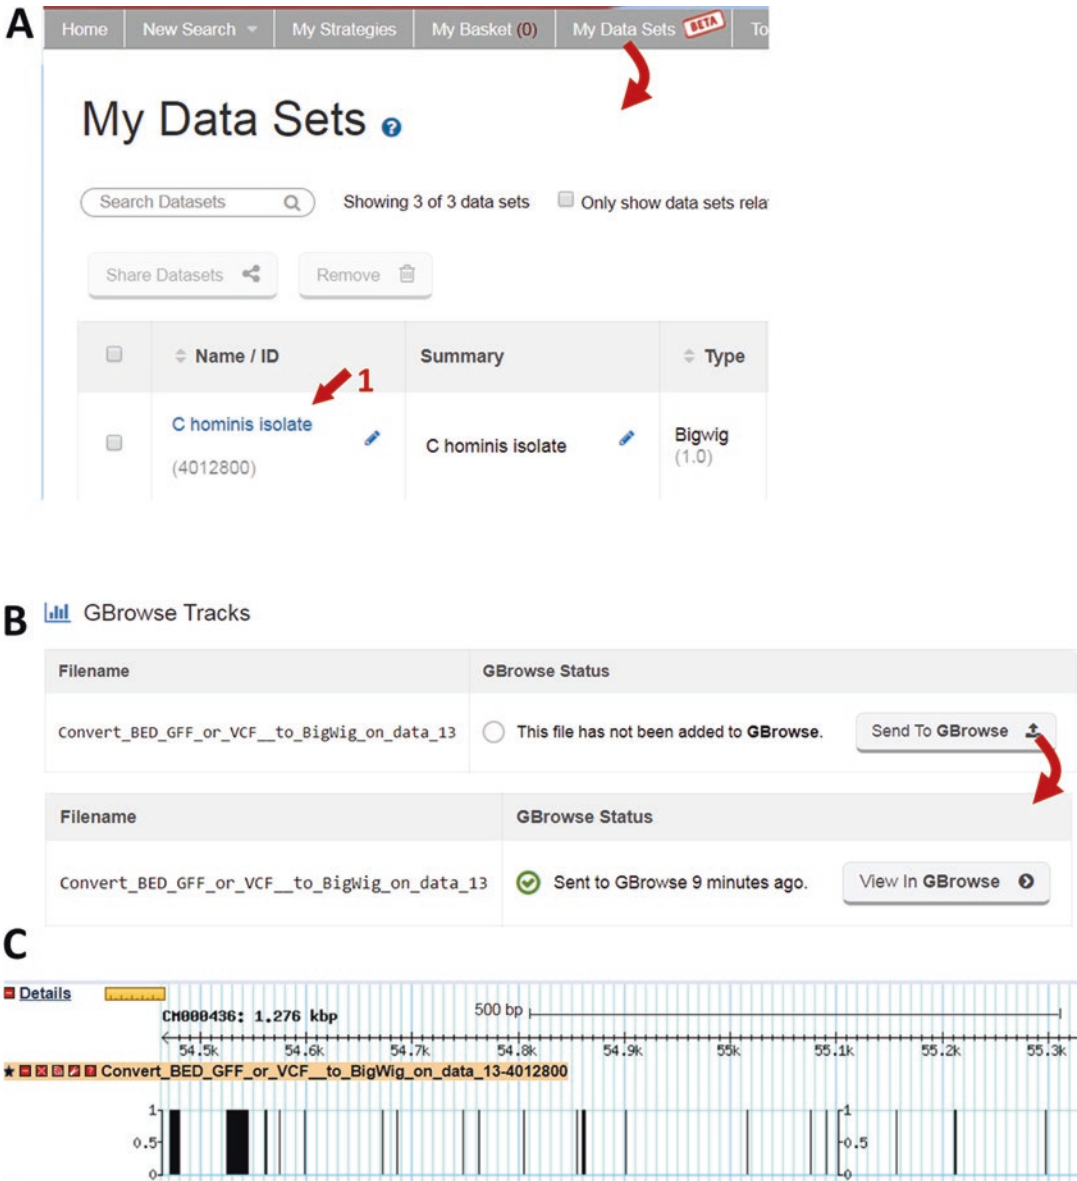 A
Home New Search My Strategies My Basket (0) My Data Sets BETA To
My Data Sets ?
Search Datasets Showing 3 of 3 data sets Only show data sets rela
Share Datasets Remove
Name / ID Summary Type
1
C hominis isolate
(4012800)
C hominis isolate
Bigwig
(1.0)
B GBrowse Tracks
Filename GBrowse Status
Convert_BED_GFF_or_VCF__to_BigWig_on_data_13 This file has not been added to GBrowse. Send To GBrowse
Filename GBrowse Status
Convert_BED_GFF_or_VCF__to_BigWig_on_data_13 Sent to GBrowse 9 minutes ago. View In GBrowse
C
Details
CM000436: 1.276 kbp 500 bp
54.5k 54.6k 54.7k 54.8k 54.9k 55k 55.1k 55.2k 55.3k
Convert_BED_GFF_or_VCF__to_BigWig_on_data_13-4012800
1 1
0.5 0.5
0 0